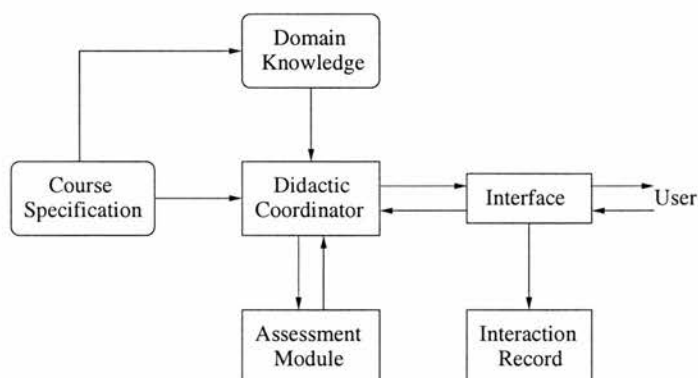 Domain
Knowledge
Course
Specification
Didactic
Coordinator
Interface
User
Assessment
Module
Interaction
Record